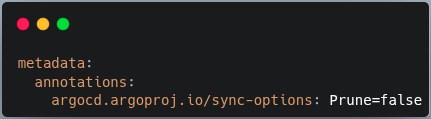 metadata:
  annotations:
    argocd.argoproj.io/sync-options: Prune=false